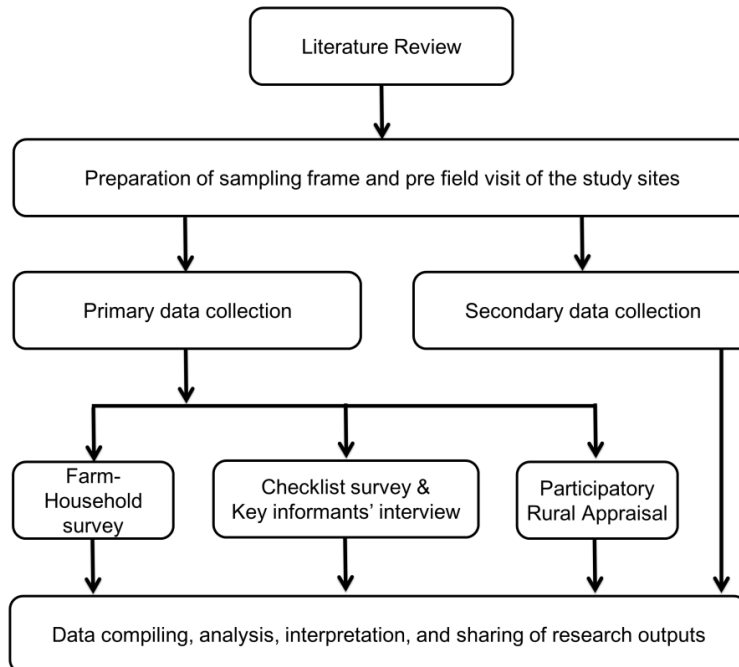 Literature Review
Preparation of sampling frame and pre field visit of the study sites
Primary data collection
Secondary data collection
Farm-
Household
survey
Checklist survey &
Key informants’ interview
Participatory
Rural Appraisal
Data compiling, analysis, interpretation, and sharing of research outputs